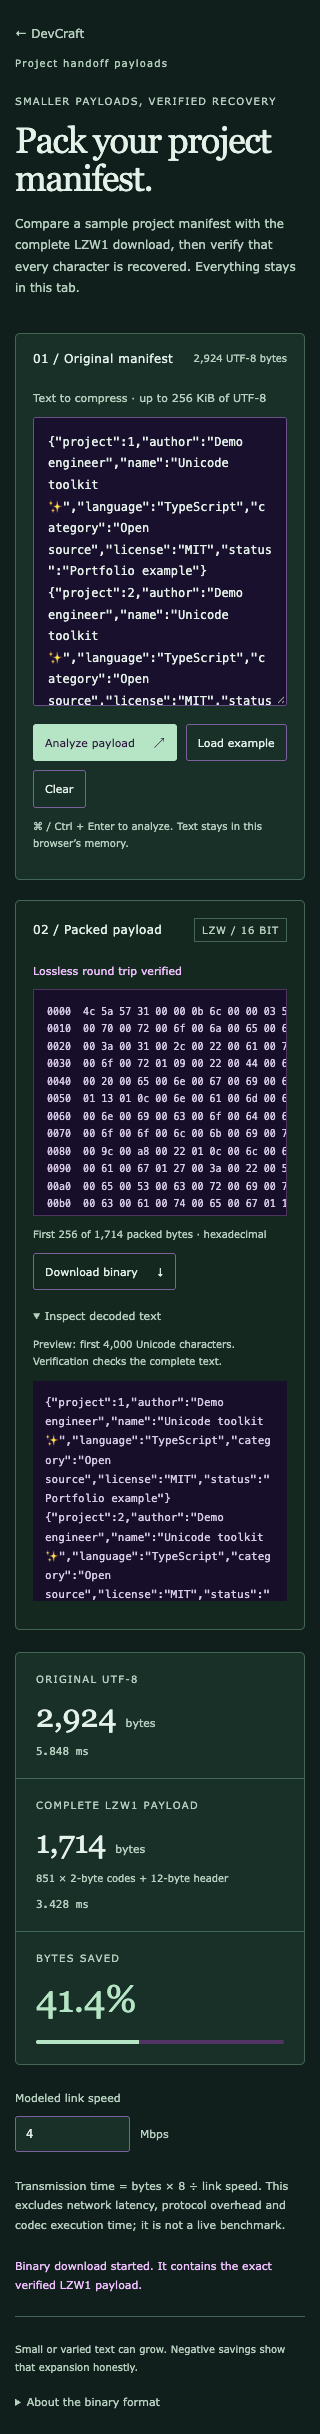 ← DevCraft
Project handoff payloads
SMALLER PAYLOADS, VERIFIED RECOVERY
Pack your project
manifest.
Compare a sample project manifest with the
complete LZW1 download, then verify that
every character is recovered. Everything stays
in this tab.
01 / Original manifest 2,924 UTF-8 bytes
Text to compress · up to 256 KiB of UTF-8
{"project":1,"author":"Demo
engineer","name":"Unicode
toolkit
✨","language":"TypeScript","c
ategory":"Open
source","license":"MIT","status
":"Portfolio example"}
{"project":2,"author":"Demo
engineer","name":"Unicode
toolkit
✨","language":"TypeScript","c
ategory":"Open
source","license":"MIT","status
Analyze payload ↗ Load example
Clear
⌘ / Ctrl + Enter to analyze. Text stays in this
browser’s memory.
02 / Packed payload LZW / 16 BIT
Lossless round trip verified
0000 4c 5a 57 31 00 00 0b 6c 00 00 03 5
0010 00 70 00 72 00 6f 00 6a 00 65 00 6
0020 00 3a 00 31 00 2c 00 22 00 61 00 7
0030 00 6f 00 72 01 09 00 22 00 44 00 6
0040 00 20 00 65 00 6e 00 67 00 69 00 6
0050 01 13 01 0c 00 6e 00 61 00 6d 00 6
0060 00 6e 00 69 00 63 00 6f 00 64 00 6
0070 00 6f 00 6f 00 6c 00 6b 00 69 00 7
0080 00 9c 00 a8 00 22 01 0c 00 6c 00 6
0090 00 61 00 67 01 27 00 3a 00 22 00 5
00a0 00 65 00 53 00 63 00 72 00 69 00 7
00b0 00 63 00 61 00 74 00 65 00 67 01 1
First 256 of 1,714 packed bytes · hexadecimal
Download binary ↓
▼ Inspect decoded text
Preview: first 4,000 Unicode characters.
Verification checks the complete text.
{"project":1,"author":"Demo
engineer","name":"Unicode toolkit
✨","language":"TypeScript","categ
ory":"Open
source","license":"MIT","status":"
Portfolio example"}
{"project":2,"author":"Demo
engineer","name":"Unicode toolkit
✨","language":"TypeScript","categ
ory":"Open
source","license":"MIT","status":"
ORIGINAL UTF-8
2,924 bytes
5.848 ms
COMPLETE LZW1 PAYLOAD
1,714 bytes
851 × 2-byte codes + 12-byte header
3.428 ms
BYTES SAVED
41.4%
Modeled link speed
4 Mbps
Transmission time = bytes × 8 ÷ link speed. This
excludes network latency, protocol overhead and
codec execution time; it is not a live benchmark.
Binary download started. It contains the exact
verified LZW1 payload.
Small or varied text can grow. Negative savings show
that expansion honestly.
▶ About the binary format